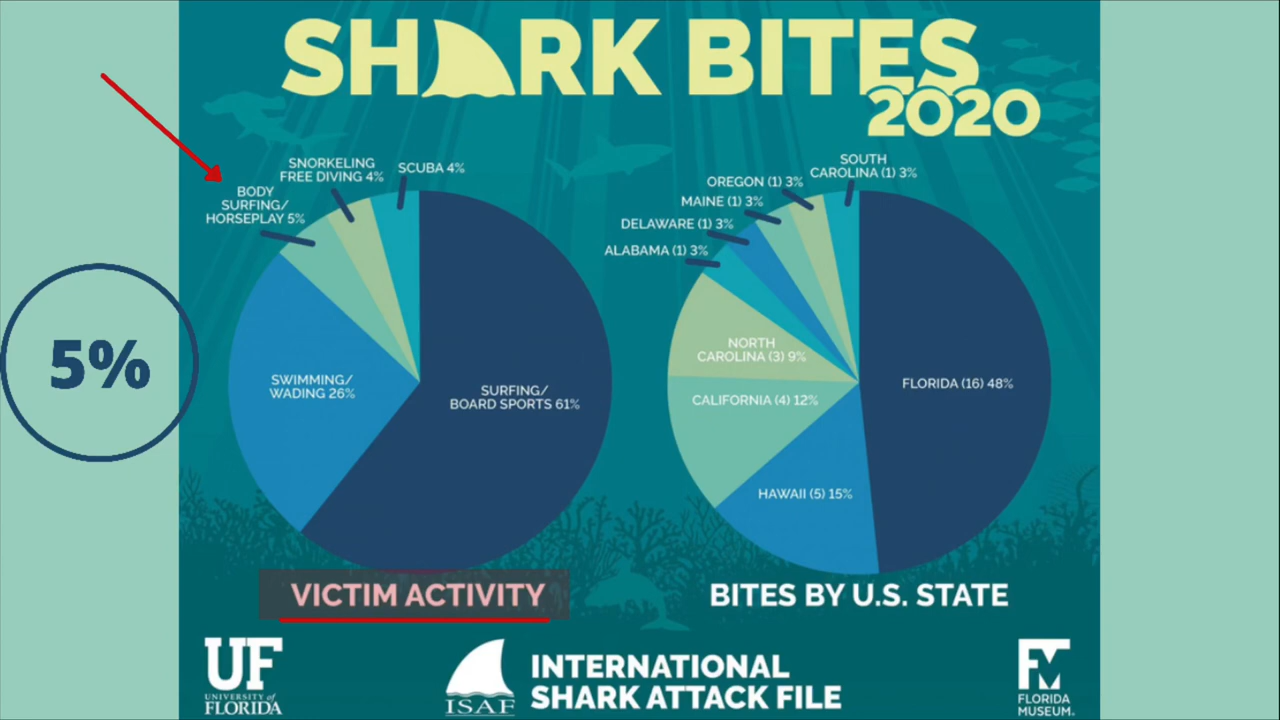 SHARK BITES
2020
SNORKELING
FREE DIVING 4%
SCUBA 4%
BODY
SURFING/
HORSEPLAY 5%
SWIMMING/
WADING 26%
SURFING/
BOARD SPORTS 61%
5%
VICTIM ACTIVITY
SOUTH
CAROLINA (1) 3%
OREGON (1) 3%
MAINE (1) 3%
DELAWARE (1) 3%
ALABAMA (1) 3%
NORTH
CAROLINA (3) 9%
CALIFORNIA (4) 12%
HAWAII (5) 15%
FLORIDA (16) 48%
BITES BY U.S. STATE
UF
UNIVERSITY of
FLORIDA
ISAF
INTERNATIONAL
SHARK ATTACK FILE
FM
FLORIDA
MUSEUM.